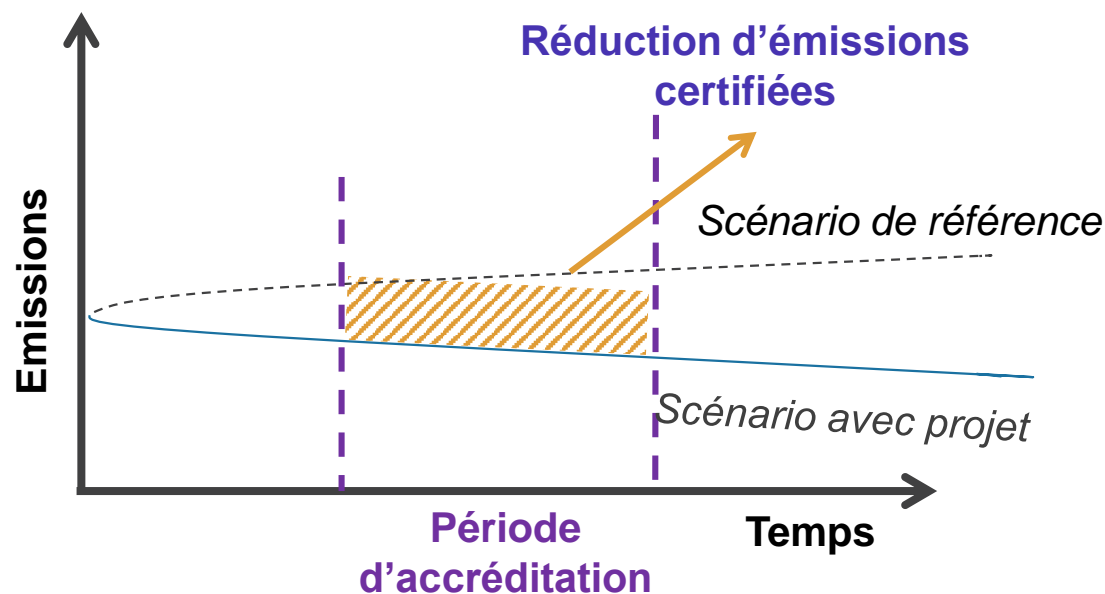 Réduction d’émissions
certifiées
Scénario de référence
Emissions
Scénario avec projet
Temps
Période
d’accréditation